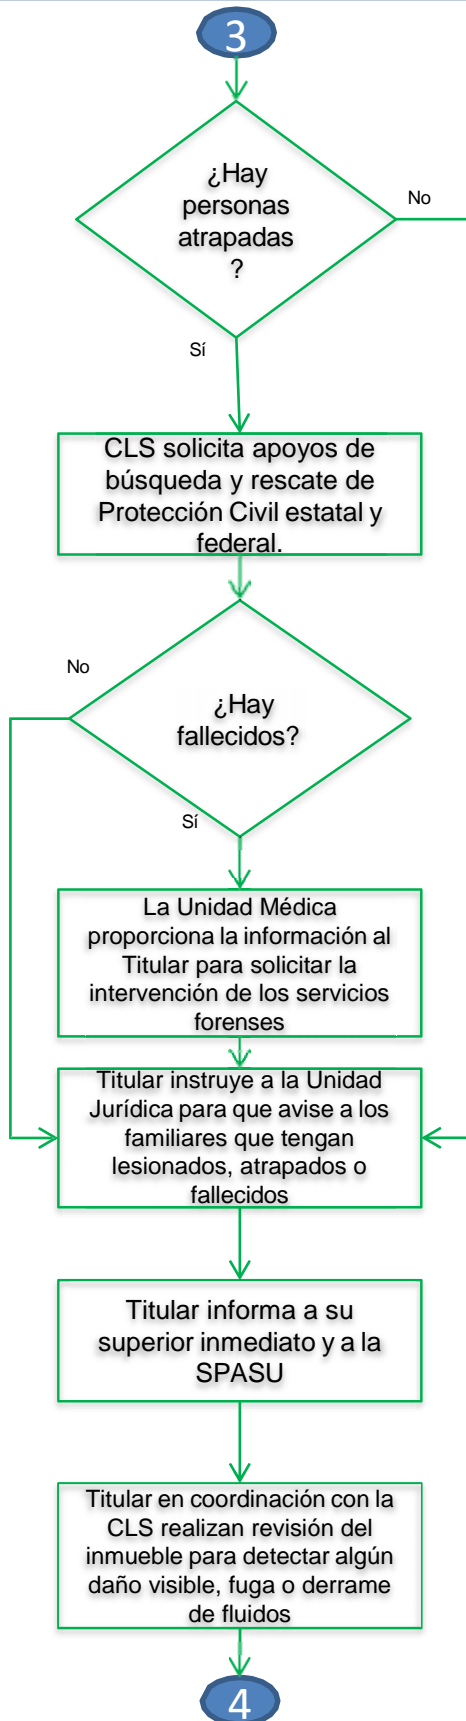 3
¿Hay
personas
atrapadas
?
No
Sí
CLS solicita apoyos de
búsqueda y rescate de
Protección Civil estatal y
federal.
No
¿Hay
fallecidos?
Sí
La Unidad Médica
proporciona la información al
Titular para solicitar la
intervención de los servicios
forenses
Titular instruye a la Unidad
Jurídica para que avise a los
familiares que tengan
lesionados, atrapados o
fallecidos
Titular informa a su
superior inmediato y a la
SPASU
Titular en coordinación con la
CLS realizan revisión del
inmueble para detectar algún
daño visible, fuga o derrame
de fluidos
4